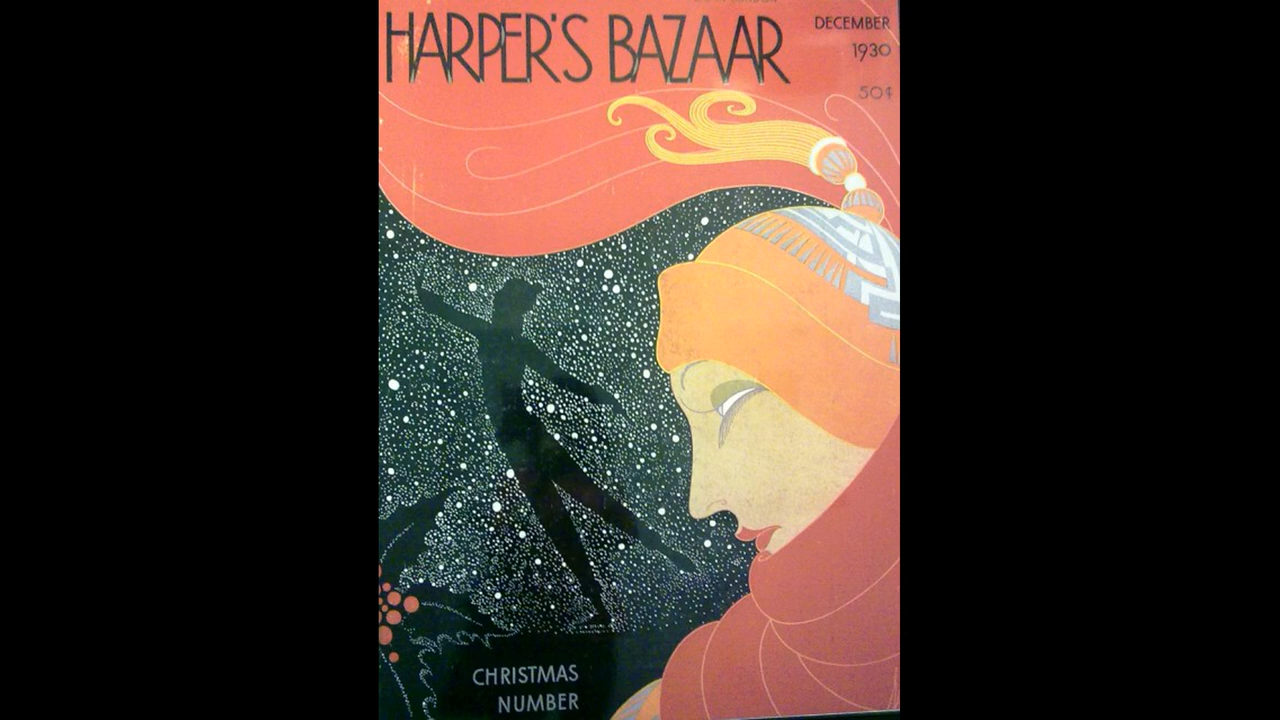 HARPER'S BAZAAR
DECEMBER
1930
50¢
CHRISTMAS
NUMBER